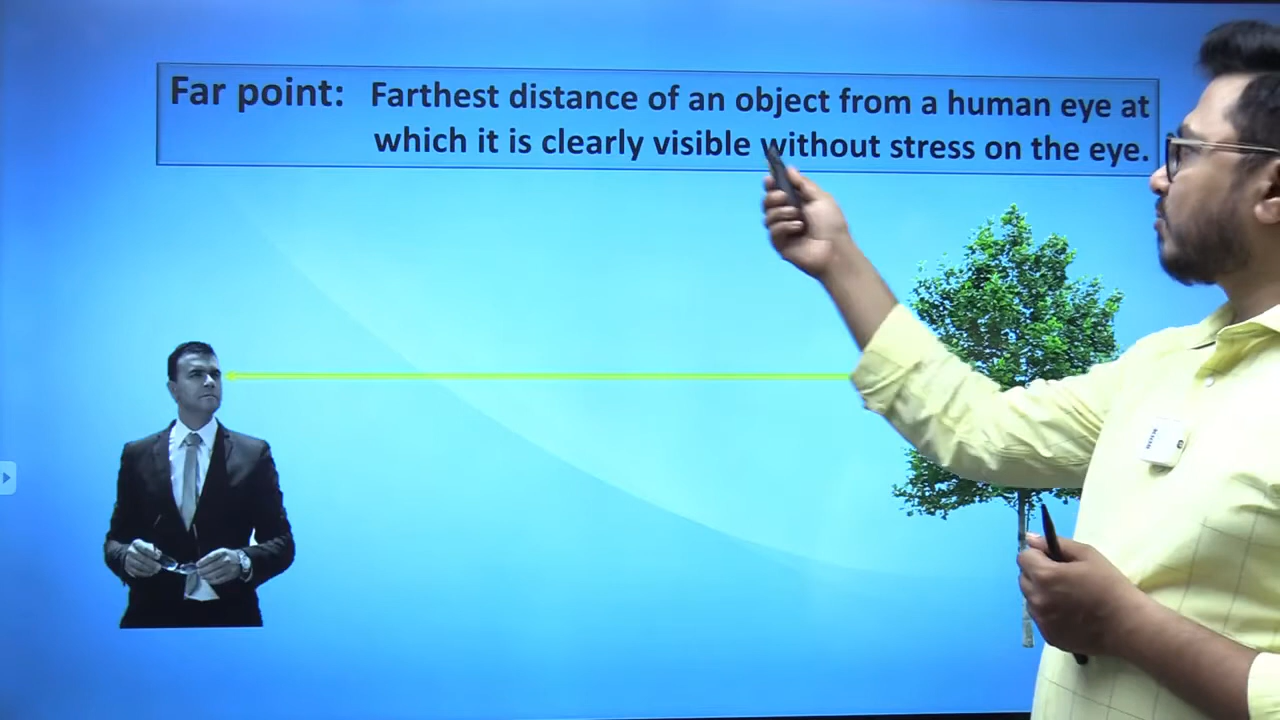 Far point: Farthest distance of an object from a human eye at
which it is clearly visible without stress on the eye.